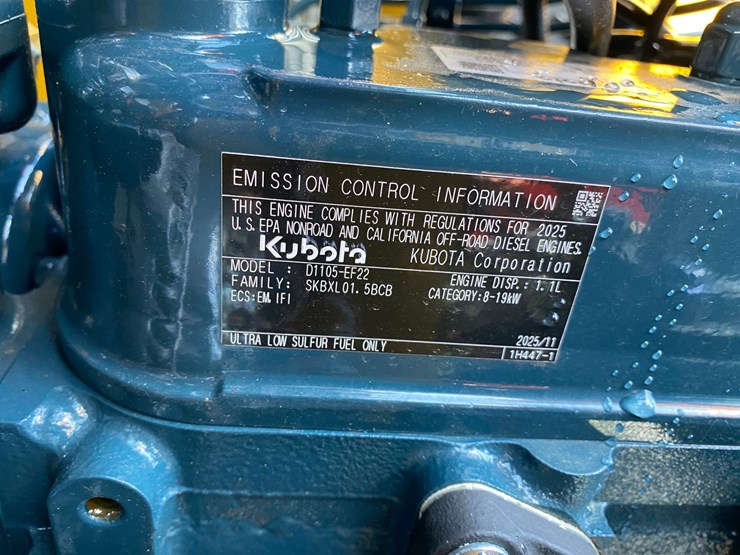 EMISSION CONTROL INFORMATION
THIS ENGINE COMPLIES WITH REGULATIONS FOR 2025
U.S. EPA NONROAD AND CALIFORNIA OFF-ROAD DIESEL ENGINES.
Kubota KUBOTA Corporation
MODEL : D1105-EF22 ENGINE DISP.: 1.1L
FAMILY: SKBXL01.5BCB CATEGORY:8-19kW
ECS:EM IFI
2025/11
ULTRA LOW SULFUR FUEL ONLY 1H447-1